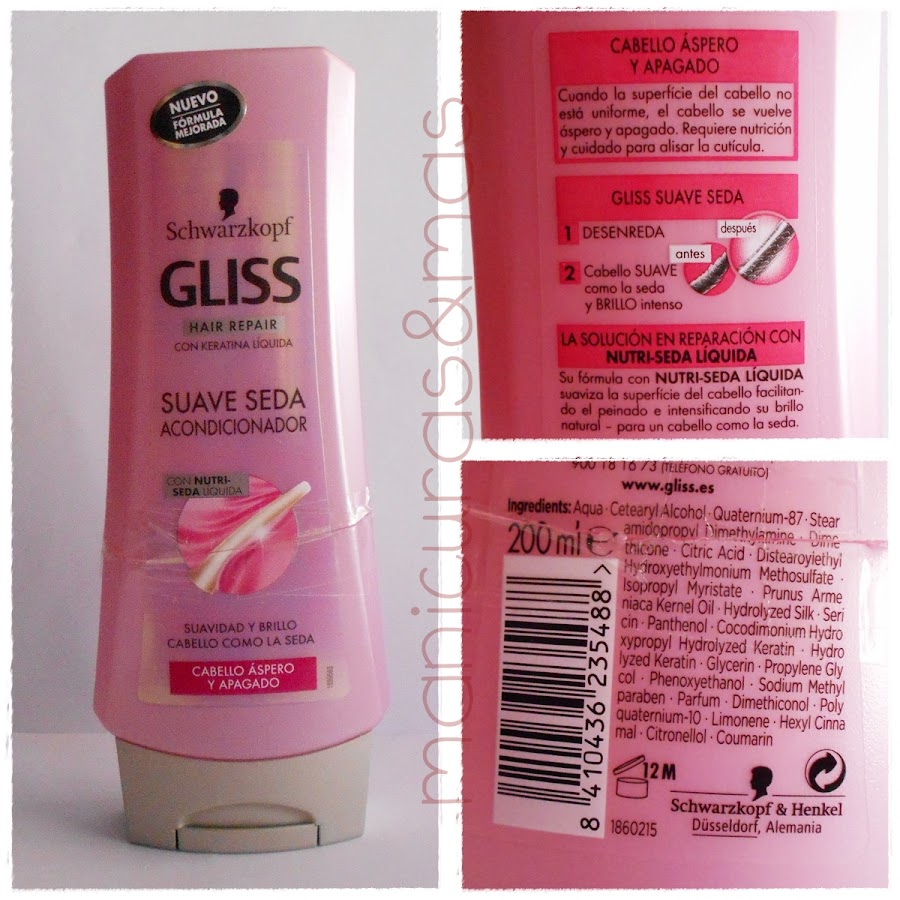 NUEVO
FÓRMULA
MEJORADA
Schwarzkopf
GLISS
HAIR REPAIR
CON KERATINA LÍQUIDA
SUAVE SEDA
ACONDICIONADOR
CON NUTRI-
SEDA LÍQUIDA
SUAVIDAD Y BRILLO
CABELLO COMO LA SEDA
CABELLO ÁSPERO
Y APAGADO
manicuras&mas
CABELLO ÁSPERO
Y APAGADO
Cuando la superfície del cabello no
está uniforme, el cabello se vuelve
áspero y apagado. Requiere nutrición
y cuidado para alisar la cutícula.
GLISS SUAVE SEDA
1 DESENREDA
antes
después
2 Cabello SUAVE
como la seda
y BRILLO intenso
LA SOLUCIÓN EN REPARACIÓN CON
NUTRI-SEDA LÍQUIDA
Su fórmula con NUTRI-SEDA LÍQUIDA
suaviza la superfície del cabello facilitan-
do el peinado e intensificando su brillo
natural – para un cabello como la seda.
900 18 16 73 (TELÉFONO GRATUITO)
www.gliss.es
Ingredients: Aqua · Cetearyl Alcohol · Quaternium-87 · Stear
amidopropyl Dimethylamine · Dime
thicone · Citric Acid · Distearoylethyl
Hydroxyethylmonium Methosulfate ·
Isopropyl Myristate · Prunus Arme
niaca Kernel Oil · Hydrolyzed Silk · Seri
cin · Panthenol · Cocodimonium Hydro
xypropyl Hydrolyzed Keratin · Hydro
lyzed Keratin · Glycerin · Propylene Gly
col · Phenoxyethanol · Sodium Methyl
paraben · Parfum · Dimethiconol · Poly
quaternium-10 · Limonene · Hexyl Cinna
mal · Citronellol · Coumarin
200 ml e
8 410436 235488 >
12 M
1860215
Schwarzkopf & Henkel
Düsseldorf, Alemania